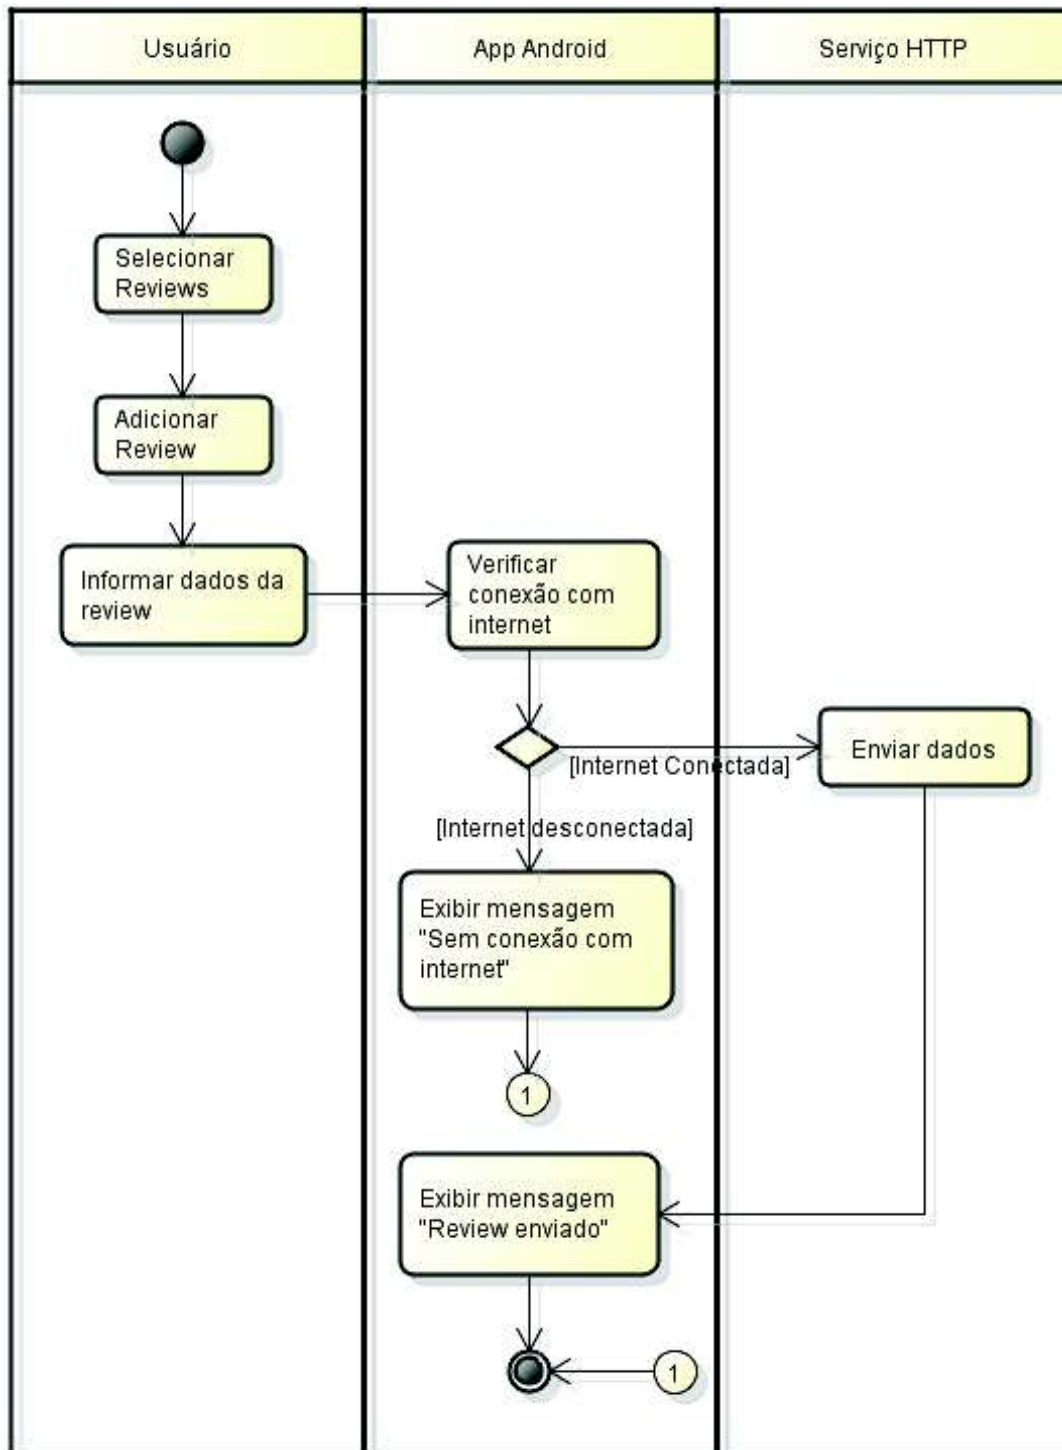 Usuário
App Android
Serviço HTTP
Selecionar
Reviews
Adicionar
Review
Informar dados da
review
Verificar
conexão com
internet
Enviar dados
[Internet Conectada]
[Internet desconectada]
Exibir mensagem
"Sem conexão com
internet"
1
Exibir mensagem
"Review enviado"
1